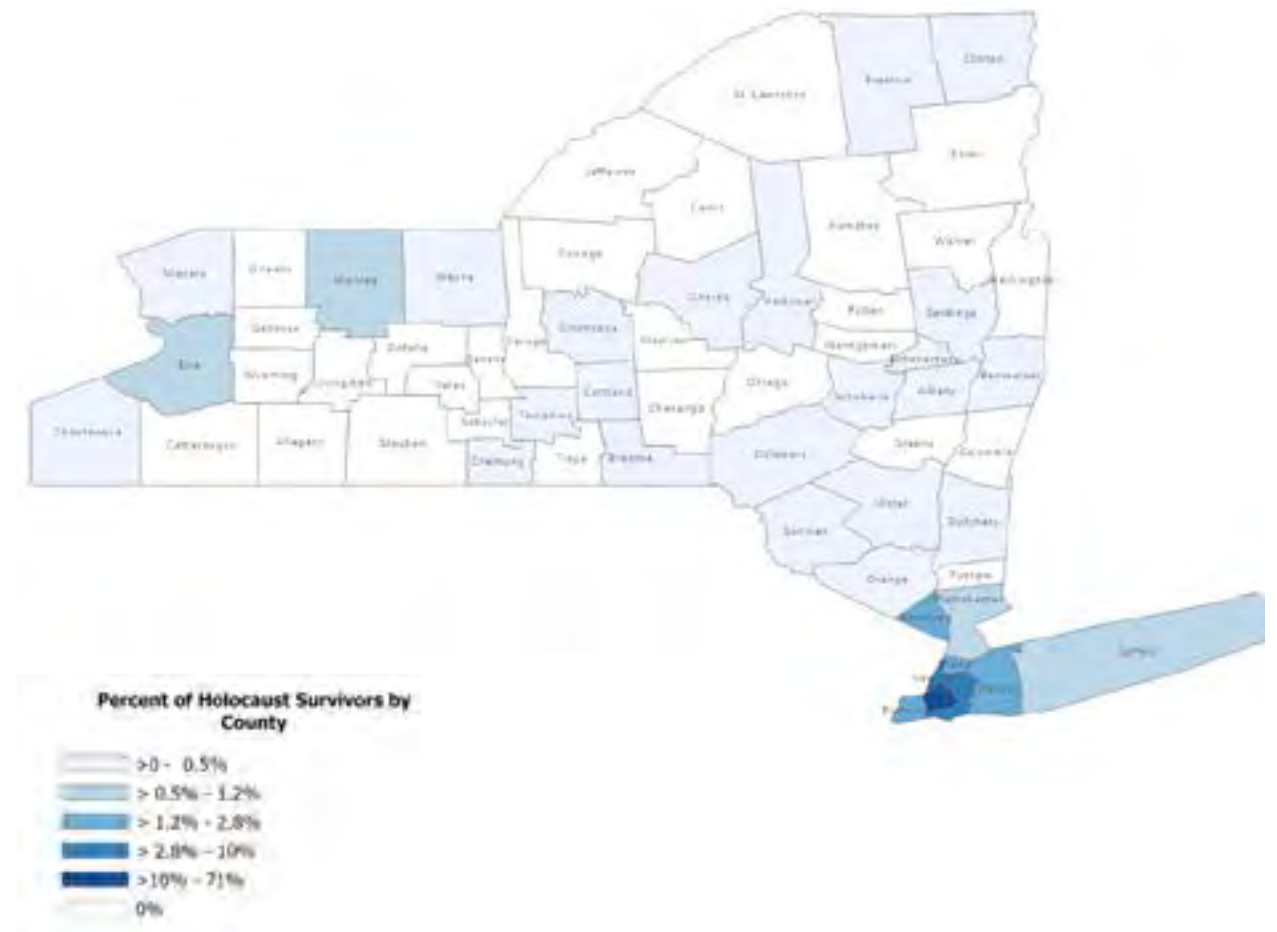 Clinton
Franklin
St Lawrence
Essex
Jefferson
Lewis
Hamilton
Warren
Washington
Oswego
Niagara
Orleans
Monroe
Wayne
Oneida
Herkimer
Fulton
Saratoga
Genesee
Onondaga
Madison
Montgomery
Ontario
Seneca
Cayuga
Erie
Wyoming
Livingston
Yates
Otsego
Rensselaer
Schoharie
Albany
Cortland
Chenango
Tompkins
Schuyler
Chautauqua
Cattaraugus
Allegany
Steuben
Chemung
Tioga
Broome
Delaware
Greene
Columbia
Ulster
Dutchess
Sullivan
Orange
Putnam
Suffolk
Percent of Holocaust Survivors by
County
>0 - 0.5%
> 0.5% - 1.2%
> 1.2% - 2.8%
> 2.8% - 10%
>10% - 71%
0%